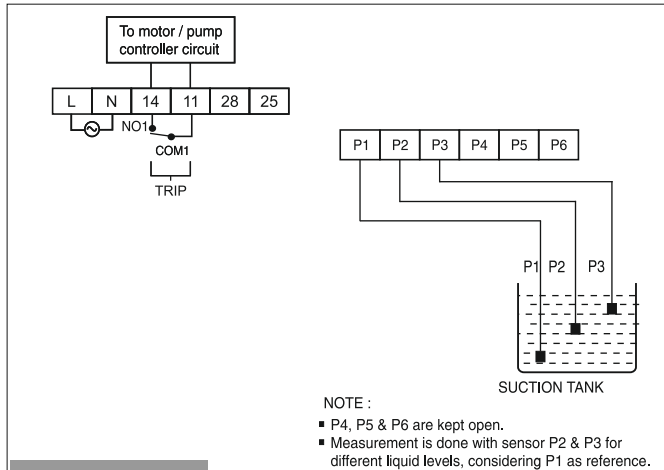 To motor / pump
controller circuit
L N 14 11 28 25
NO1
COM1
TRIP
P1 P2 P3 P4 P5 P6
P1 P2 P3
SUCTION TANK
NOTE :
▪ P4, P5 & P6 are kept open.
▪ Measurement is done with sensor P2 & P3 for
different liquid levels, considering P1 as reference.